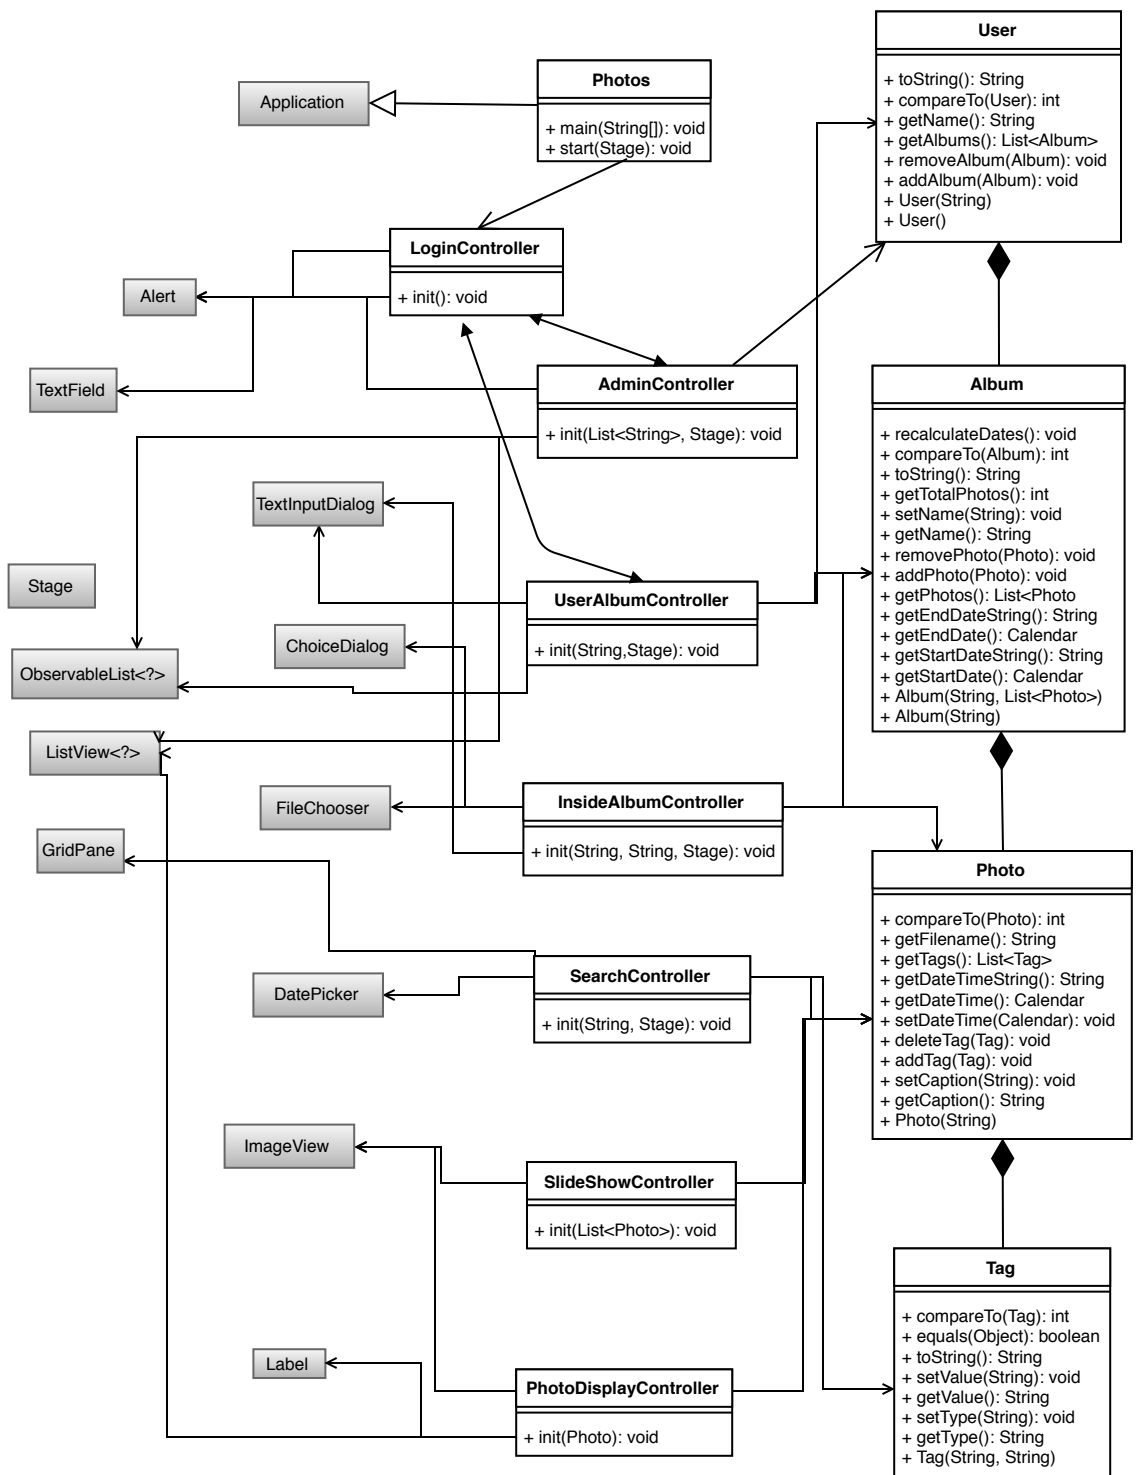 User
+ toString(): String
+ compareTo(User): int
+ getName(): String
+ getAlbums(): List<Album>
+ removeAlbum(Album): void
+ addAlbum(Album): void
+ User(String)
+ User()
Photos
+ main(String[]): void
+ start(Stage): void
Application
LoginController
+ init(): void
Alert
TextField
AdminController
+ init(List<String>, Stage): void
Album
+ recalculateDates(): void
+ compareTo(Album): int
+ toString(): String
+ getTotalPhotos(): int
+ setName(String): void
+ getName(): String
+ removePhoto(Photo): void
+ addPhoto(Photo): void
+ getPhotos(): List<Photo
+ getEndDateString(): String
+ getEndDate(): Calendar
+ getStartDateString(): String
+ getStartDate(): Calendar
+ Album(String, List<Photo>)
+ Album(String)
TextInputDialog
Stage
UserAlbumController
+ init(String,Stage): void
ChoiceDialog
ObservableList<?>
ListView<?>
FileChooser
InsideAlbumController
+ init(String, String, Stage): void
GridPane
Photo
+ compareTo(Photo): int
+ getFilename(): String
+ getTags(): List<Tag>
+ getDateTimeString(): String
+ getDateTime(): Calendar
+ setDateTime(Calendar): void
+ deleteTag(Tag): void
+ addTag(Tag): void
+ setCaption(String): void
+ getCaption(): String
+ Photo(String)
SearchController
+ init(String, Stage): void
DatePicker
ImageView
SlideShowController
+ init(List<Photo>): void
Tag
+ compareTo(Tag): int
+ equals(Object): boolean
+ toString(): String
+ setValue(String): void
+ getValue(): String
+ setType(String): void
+ getType(): String
+ Tag(String, String)
Label
PhotoDisplayController
+ init(Photo): void